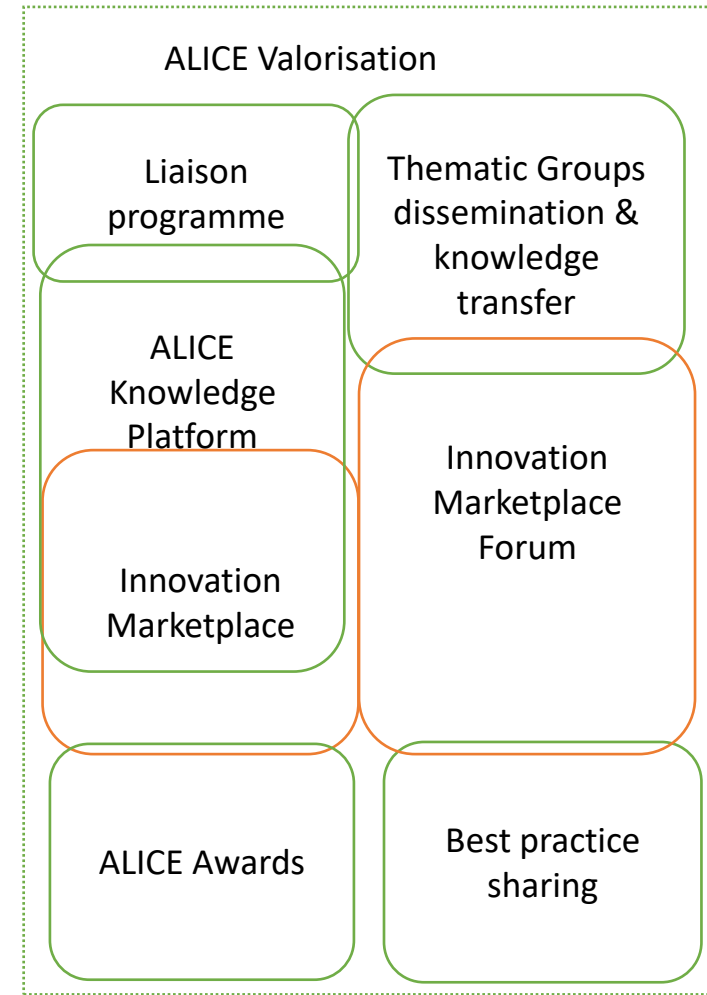 ALICE Valorisation
Liaison
programme
Thematic Groups
dissemination &
knowledge
transfer
ALICE
Knowledge
Platform
Innovation
Marketplace
Forum
Innovation
Marketplace
ALICE Awards
Best practice
sharing